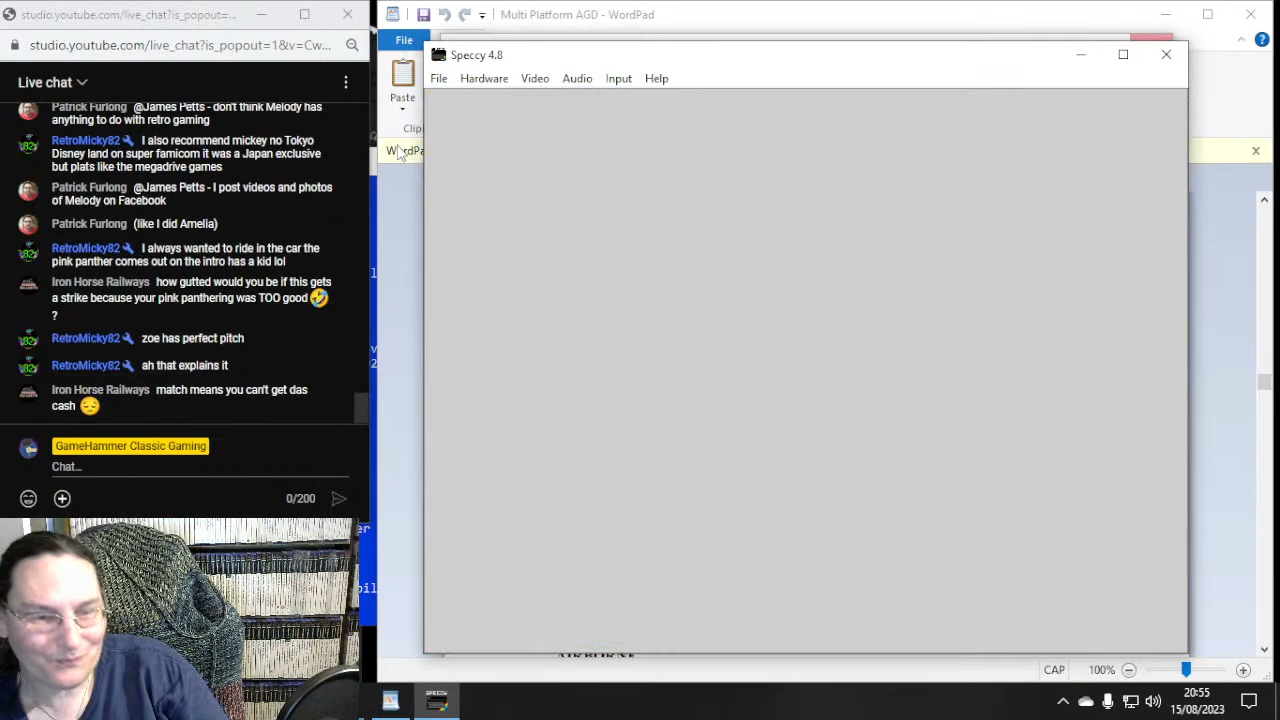 studio.youtube.com/live_chat?is_popout=...
studio.youtube.com/live_chat?is_popout=1&v=Cw...
Live chat
Patrick Furlong @James Petts - don't think Melody has
anything to do with retro gaming
RetroMicky82 I also recommend mickey no Tokyo
Disney land on super famicom it was a Japan exclusive
but plats like the megadrive games
Patrick Furlong @James Petts - I post videos and photos
of Melody on Facebook
Patrick Furlong (like I did Amelia)
RetroMicky82 I always wanted to ride in the car the
pink panther comes out on the intro has a kid lol
Iron Horse Railways how gutted would you be if this gets
a strike because your pink panthering was TOO good 🤣
?
RetroMicky82 zoe has perfect pitch
RetroMicky82 ah that explains it
Iron Horse Railways match means you can't get das
cash 😔
GameHammer Classic Gaming
Chat...
0/200
Multi Platform AGD - WordPad
File
Paste
Clip
WordPa
Speccy 4.8
File Hardware Video Audio Input Help
AIRBORNE
CAP 100%
SPECCY
20:55
15/08/2023